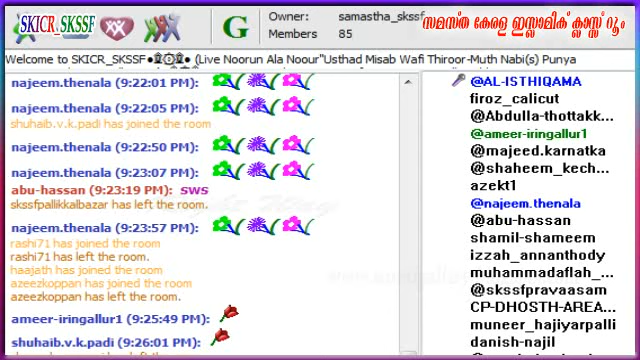 SKICR_SKSSF
G
Owner: samastha_skssf
Members 85
സമസ്ത കേരള ഇസ്ലാമിക് ക്ലാസ്സ് റൂം
Welcome to SKICR_SKSSF (Live Noorun Ala Noour"Usthad Misab Wafi Thiroor-Muth Nabi(s) Punya
najeem.thenala (9:22:01 PM):
najeem.thenala (9:22:05 PM):
shuhaib.v.k.padi has joined the room
najeem.thenala (9:22:50 PM):
najeem.thenala (9:23:07 PM):
abu-hassan (9:23:19 PM): sws
skssfpallikkalbazar has left the room.
najeem.thenala (9:23:57 PM):
rashi71 has joined the room
rashi71 has left the room.
haajath has joined the room
azeezkoppan has joined the room
azeezkoppan has left the room.
ameer-iringallur1 (9:25:49 PM):
shuhaib.v.k.padi (9:26:01 PM):
@AL-ISTHIQAMA
firoz_calicut
@Abdulla-thottakk...
@ameer-iringallur1
@majeed.karnatka
@shaheem_kech...
azekt1
@najeem.thenala
@abu-hassan
shamil-shameem
izzah_annanthody
muhammadaflah_...
@skssfpravaasam
CP-DHOSTH-AREA...
muneer_hajiyarpalli
danish-najil